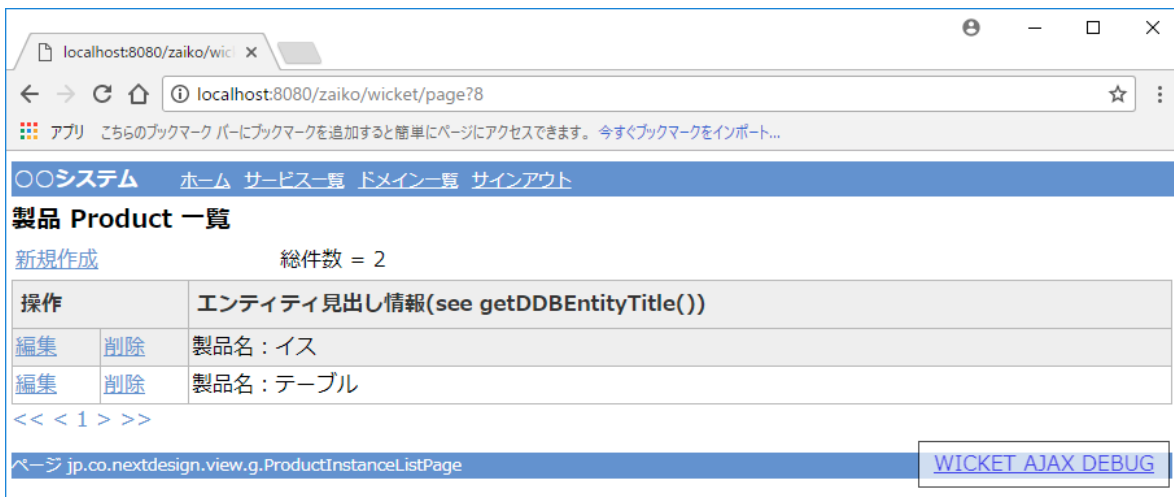 localhost:8080/zaiko/wic
localhost:8080/zaiko/wicket/page?8
アプリ こちらのブックマーク バーにブックマークを追加すると簡単にページにアクセスできます。 今すぐブックマークをインポート...
○○システム ホーム サービス一覧 ドメイン一覧 サインアウト
製品 Product 一覧
新規作成 総件数 = 2
操作 エンティティ見出し情報(see getDDBEntityTitle())
編集 削除 製品名：イス
編集 削除 製品名：テーブル
<< < 1 > >>
ページ jp.co.nextdesign.view.g.ProductInstanceListPage WICKET AJAX DEBUG